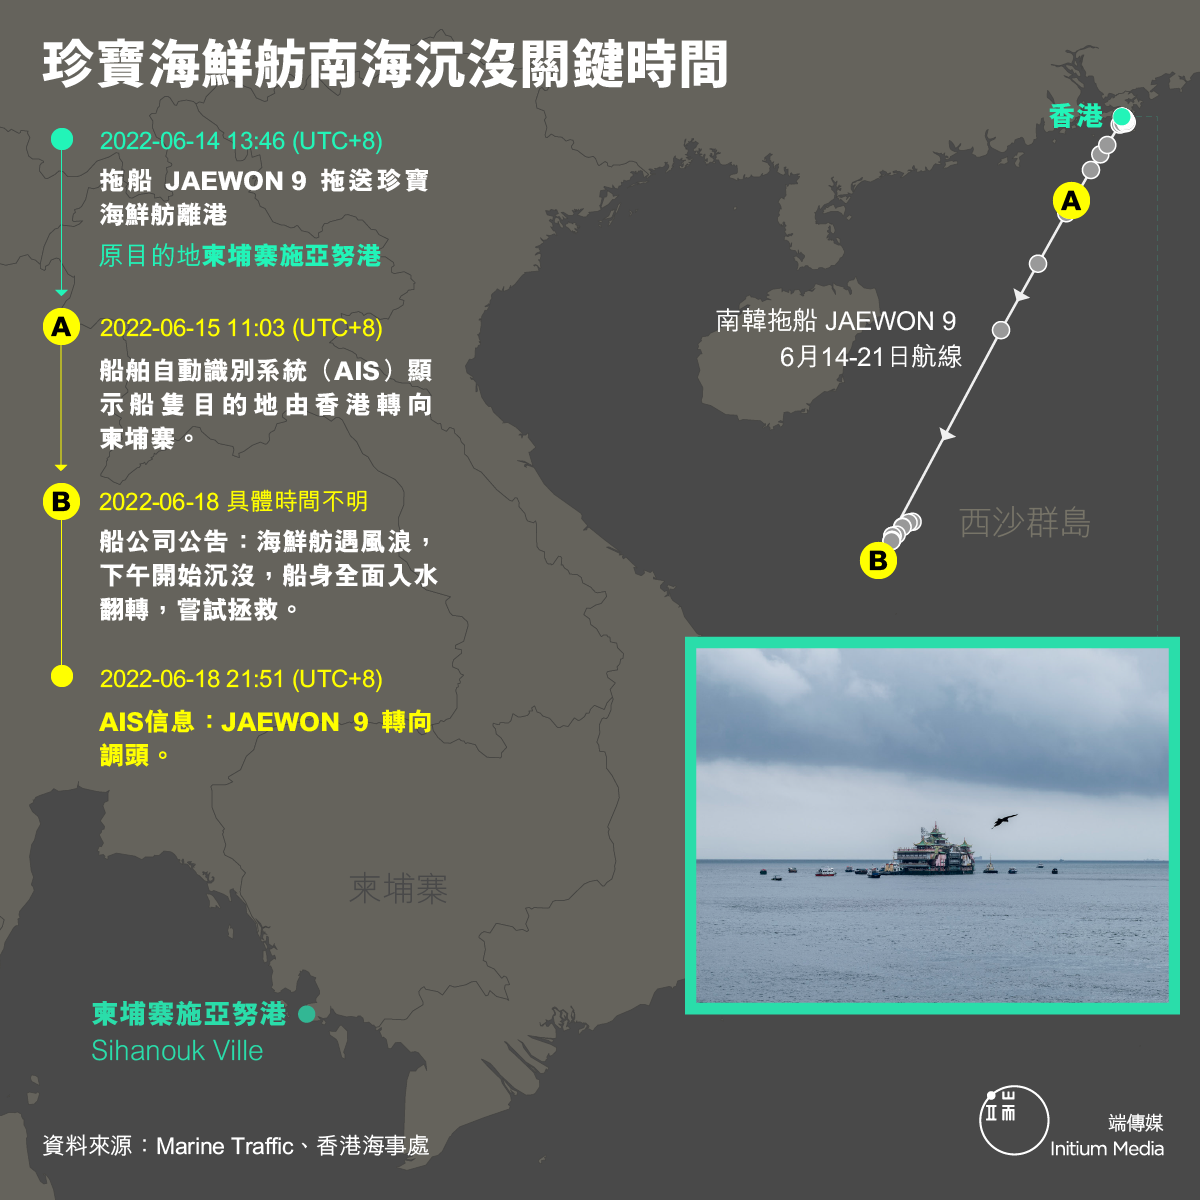 珍寶海鮮舫南海沉沒關鍵時間
2022-06-14 13:46 (UTC+8)
拖船 JAEWON 9 拖送珍寶
海鮮舫離港
原目的地柬埔寨施亞努港
A
2022-06-15 11:03 (UTC+8)
船舶自動識別系統（AIS）顯
示船隻目的地由香港轉向
柬埔寨。
B
2022-06-18 具體時間不明
船公司公告：海鮮舫遇風浪，
下午開始沉沒，船身全面入水
翻轉，嘗試拯救。
2022-06-18 21:51 (UTC+8)
AIS信息：JAEWON 9 轉向
調頭。
香港
A
南韓拖船 JAEWON 9
6月14-21日航線
西沙群島
B
柬埔寨
柬埔寨施亞努港
Sihanouk Ville
資料來源：Marine Traffic、香港海事處
端
端傳媒
Initium Media